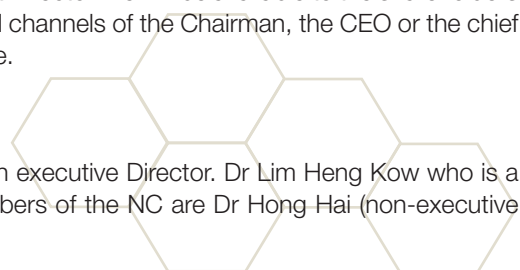 channels of the Chairman, the CEO or the chief
executive Director. Dr Lim Heng Kow who is a
of the NC are Dr Hong Hai (non-executive